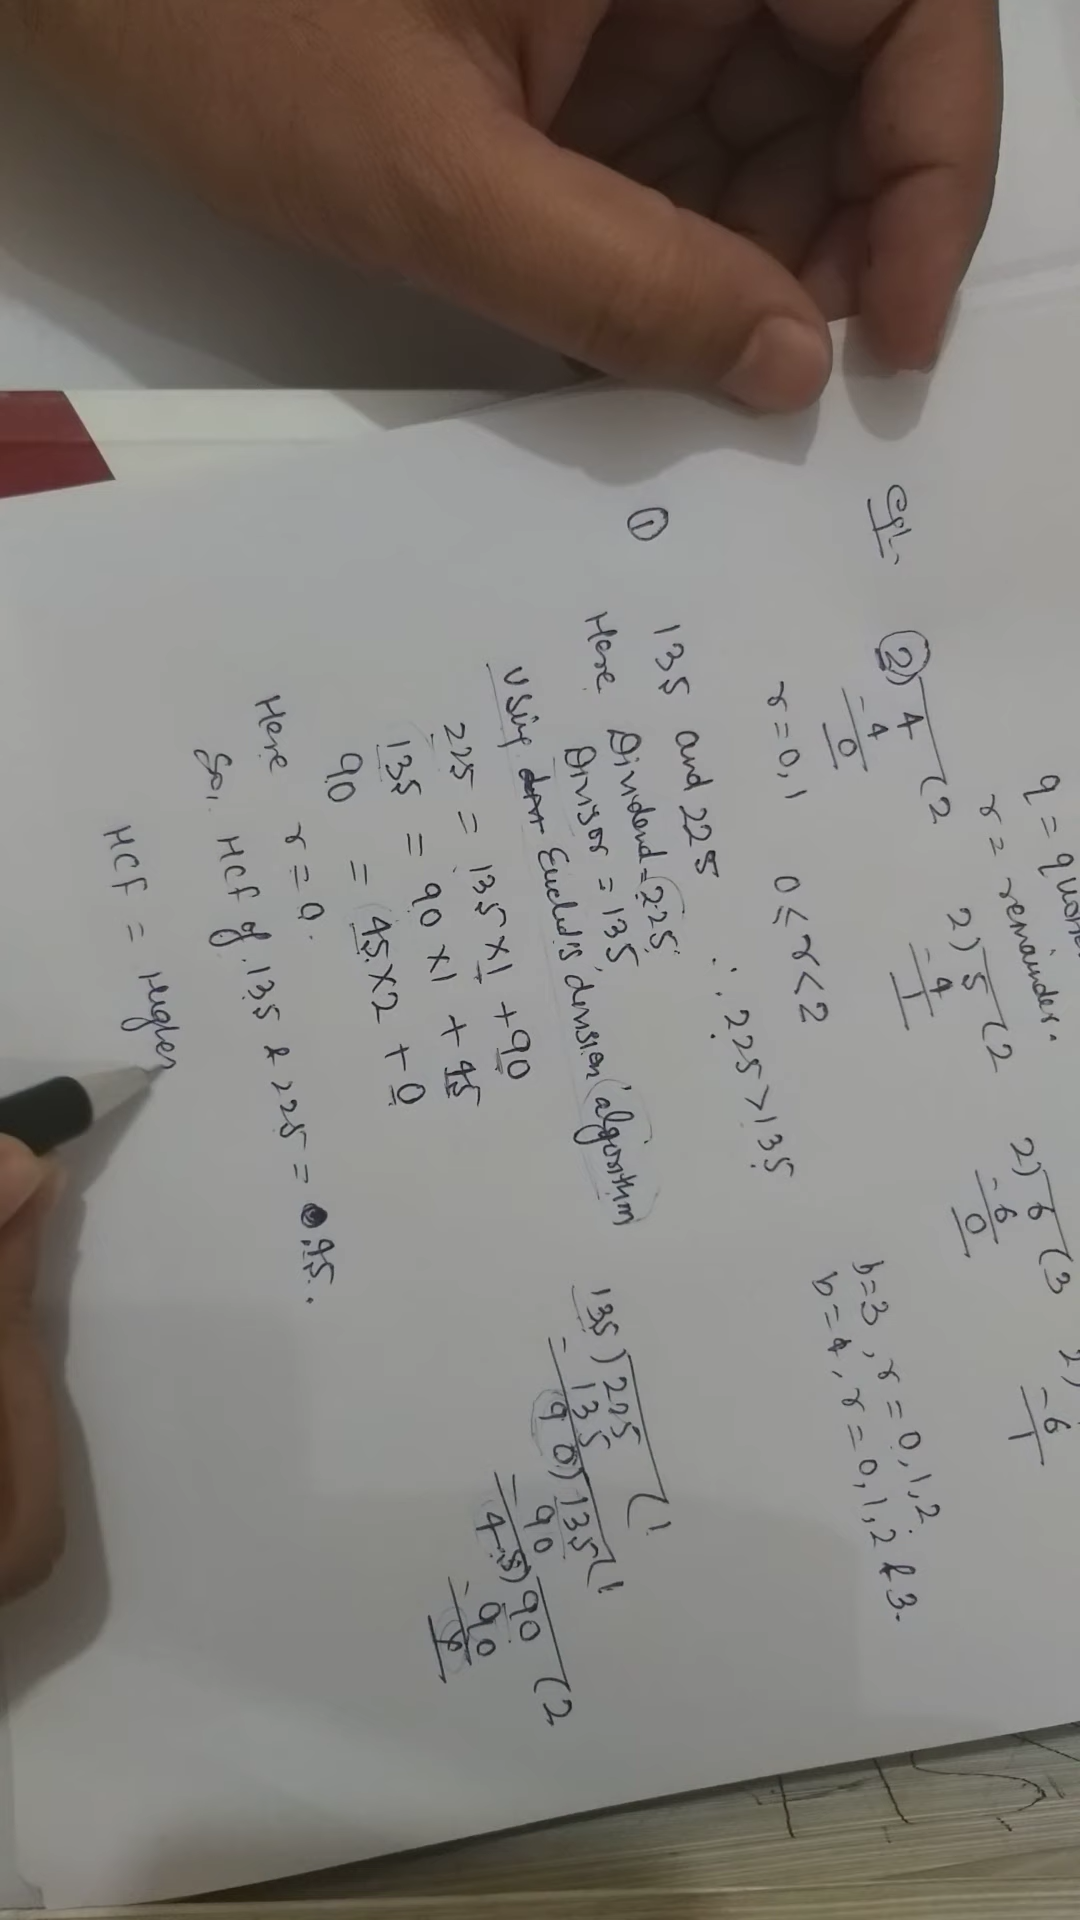 q =
r = remainder.
Sol.
2) 4 (2
- 4
0
2) 5 (2
- 4
1
2) 6 (3
- 6
0
2)
- 6
1
r = 0, 1
0 ≤ r < 2
b = 3, r = 0, 1, 2.
b = 4, r = 0, 1, 2 & 3.
① 135 and 225
∴ 225 > 135
Here Dividend = 225
Divisor = 135
Using Euclid's division algorithm
225 = 135 × 1 + 90
135 = 90 × 1 + 45
90 = 45 × 2 + 0
Here r = 0.
So, HCF of 135 & 225 = 45.
HCF = Highes
135) 225 (1
- 135
90) 135 (1
- 90
45) 90 (2
- 90